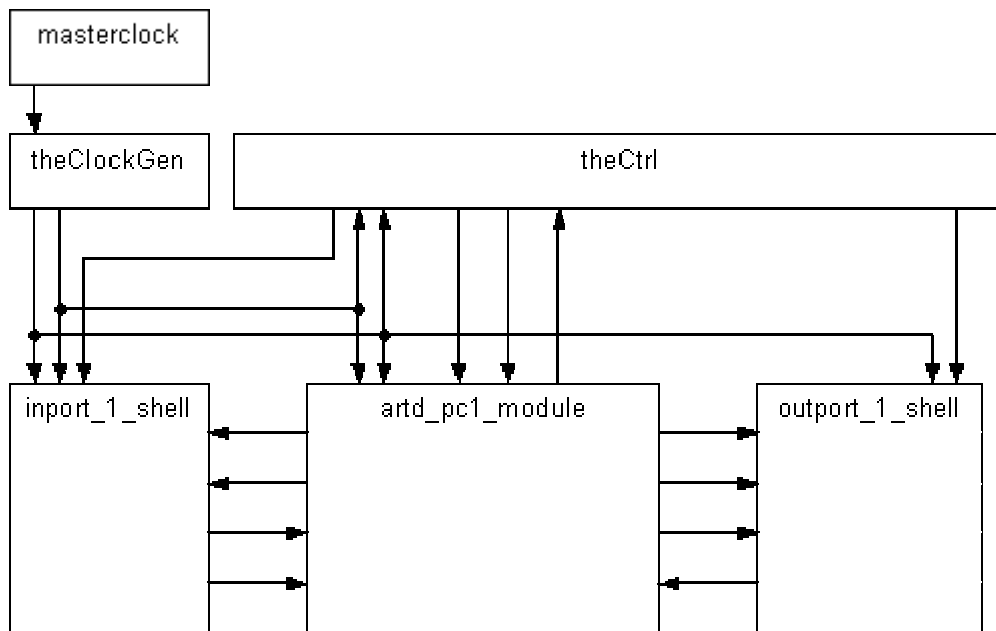 masterclock
theClockGen
theCtrl
inport_1_shell
artd_pc1_module
outport_1_shell